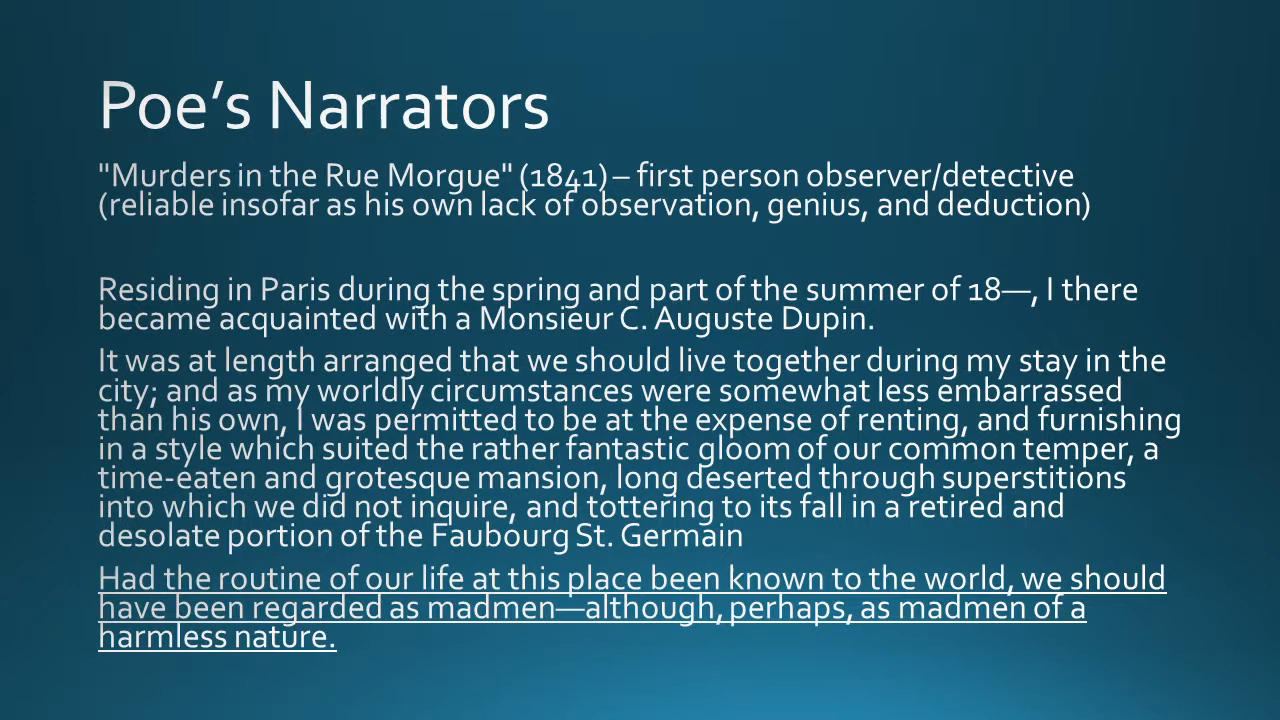 Poe’s Narrators
"Murders in the Rue Morgue" (1841) – first person observer/detective
(reliable insofar as his own lack of observation, genius, and deduction)
Residing in Paris during the spring and part of the summer of 18—, I there
became acquainted with a Monsieur C. Auguste Dupin.
It was at length arranged that we should live together during my stay in the
city; and as my worldly circumstances were somewhat less embarrassed
than his own, I was permitted to be at the expense of renting, and furnishing
in a style which suited the rather fantastic gloom of our common temper, a
time-eaten and grotesque mansion, long deserted through superstitions
into which we did not inquire, and tottering to its fall in a retired and
desolate portion of the Faubourg St. Germain
Had the routine of our life at this place been known to the world, we should
have been regarded as madmen—although, perhaps, as madmen of a
harmless nature.